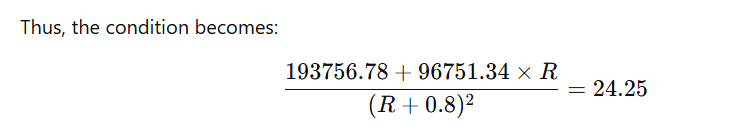 Thus, the condition becomes:
193756.78 + 96751.34 × R
(R + 0.8)² = 24.25